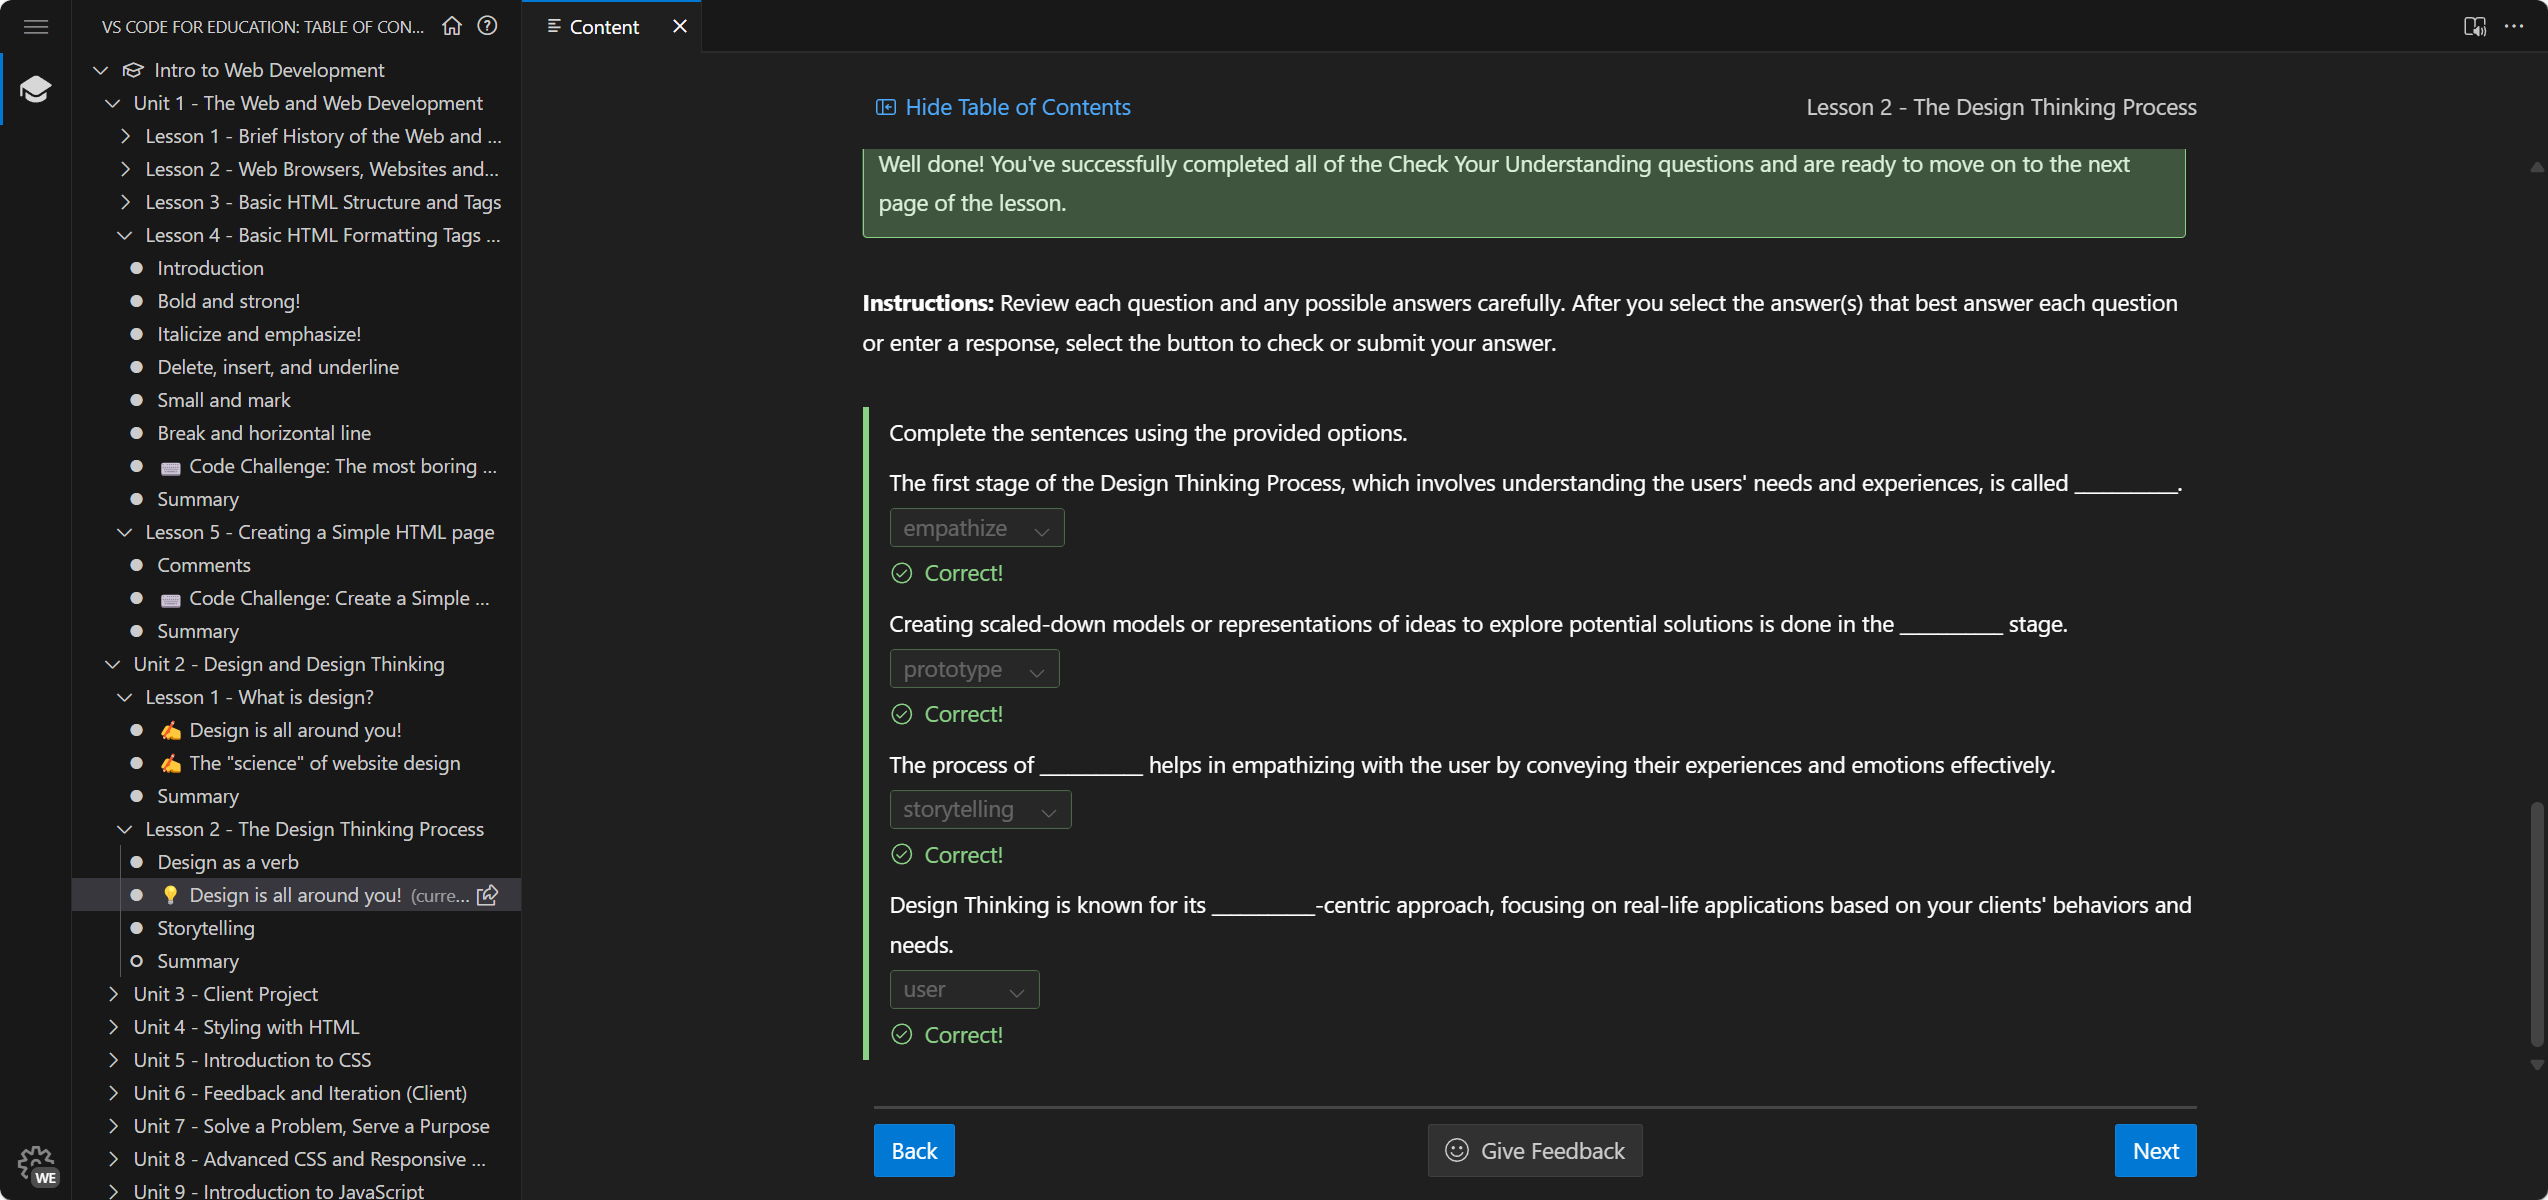 VS CODE FOR EDUCATION: TABLE OF CON...
Intro to Web Development
Unit 1 - The Web and Web Development
Lesson 1 - Brief History of the Web and ...
Lesson 2 - Web Browsers, Websites and...
Lesson 3 - Basic HTML Structure and Tags
Lesson 4 - Basic HTML Formatting Tags ...
Introduction
Bold and strong!
Italicize and emphasize!
Delete, insert, and underline
Small and mark
Break and horizontal line
Code Challenge: The most boring ...
Summary
Lesson 5 - Creating a Simple HTML page
Comments
Code Challenge: Create a Simple ...
Summary
Unit 2 - Design and Design Thinking
Lesson 1 - What is design?
Design is all around you!
The "science" of website design
Summary
Lesson 2 - The Design Thinking Process
Design as a verb
Design is all around you! (curre...
Storytelling
Summary
Unit 3 - Client Project
Unit 4 - Styling with HTML
Unit 5 - Introduction to CSS
Unit 6 - Feedback and Iteration (Client)
Unit 7 - Solve a Problem, Serve a Purpose
Unit 8 - Advanced CSS and Responsive ...
Unit 9 - Introduction to JavaScript
WE
Content
Hide Table of Contents
Lesson 2 - The Design Thinking Process
Well done! You've successfully completed all of the Check Your Understanding questions and are ready to move on to the next
page of the lesson.
Instructions: Review each question and any possible answers carefully. After you select the answer(s) that best answer each question
or enter a response, select the button to check or submit your answer.
Complete the sentences using the provided options.
The first stage of the Design Thinking Process, which involves understanding the users' needs and experiences, is called __________.
empathize
Correct!
Creating scaled-down models or representations of ideas to explore potential solutions is done in the __________ stage.
prototype
Correct!
The process of __________ helps in empathizing with the user by conveying their experiences and emotions effectively.
storytelling
Correct!
Design Thinking is known for its __________-centric approach, focusing on real-life applications based on your clients' behaviors and
needs.
user
Correct!
Back
Give Feedback
Next